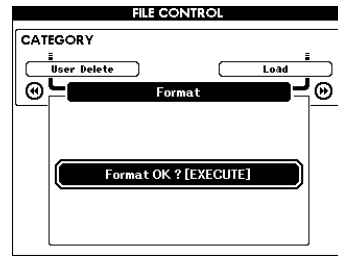 FILE CONTROL
CATEGORY
User Delete
Load
Format
Format OK ? [EXECUTE]